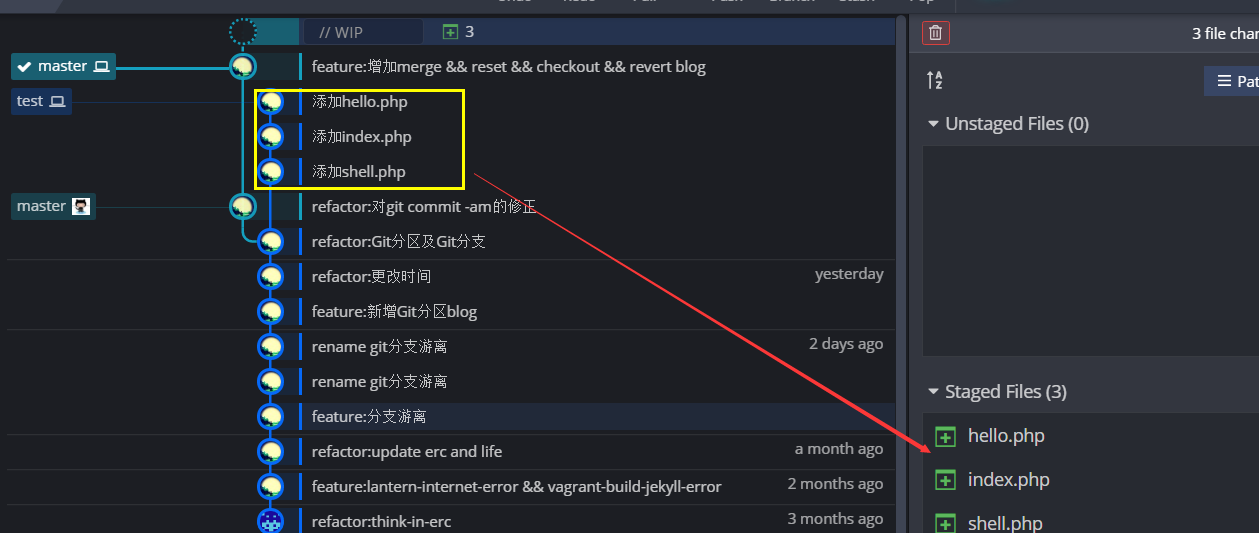 // WIP
3
3 file char
master
feature:增加merge && reset && checkout && revert blog
test
添加hello.php
Pat
添加index.php
Unstaged Files (0)
添加shell.php
master
refactor:对git commit -am的修正
refactor:Git分区及Git分支
refactor:更改时间
yesterday
feature:新增Git分区blog
rename git分支游离
2 days ago
rename git分支游离
Staged Files (3)
feature:分支游离
hello.php
refactor:update erc and life
a month ago
index.php
feature:lantern-internet-error && vagrant-build-jekyll-error
2 months ago
refactor:think-in-erc
3 months ago
shell.php